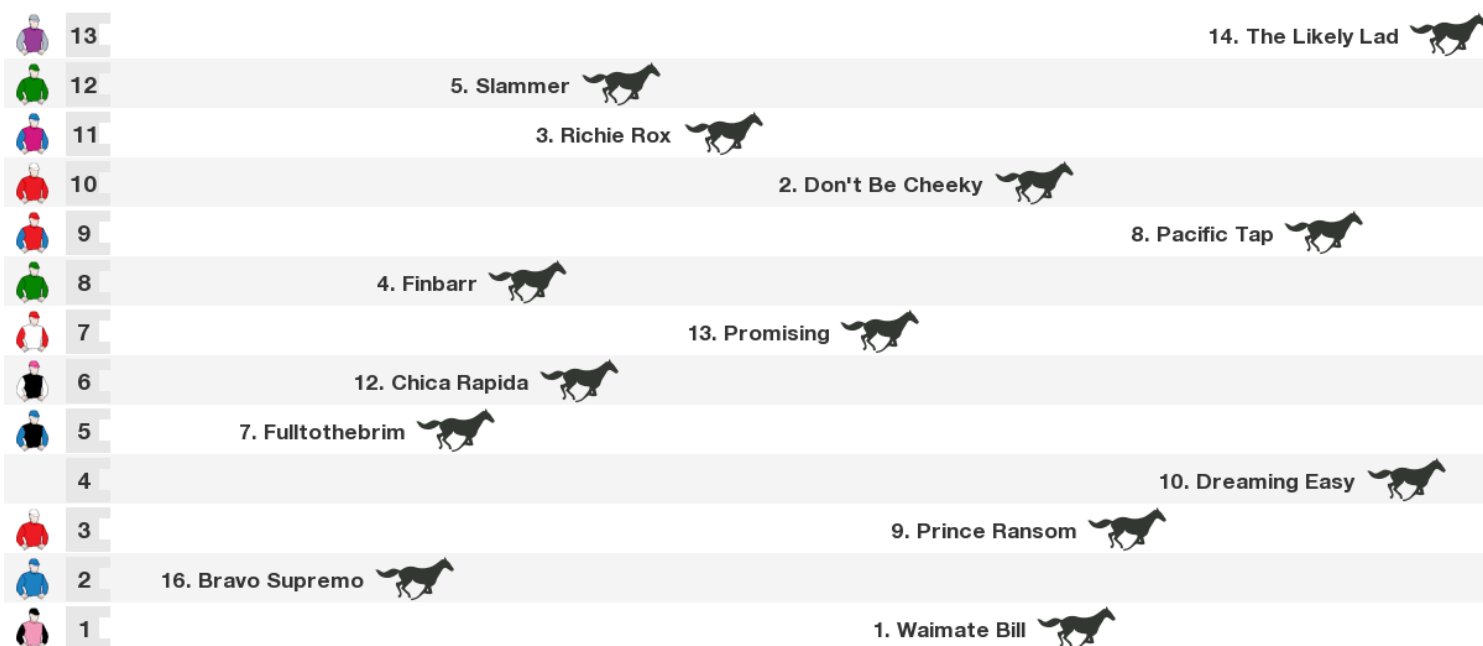 13 14. The Likely Lad
12 5. Slammer
11 3. Richie Rox
10 2. Don't Be Cheeky
9 8. Pacific Tap
8 4. Finbarr
7 13. Promising
6 12. Chica Rapida
5 7. Fulltothebrim
4 10. Dreaming Easy
3 9. Prince Ransom
2 16. Bravo Supremo
1 1. Waimate Bill